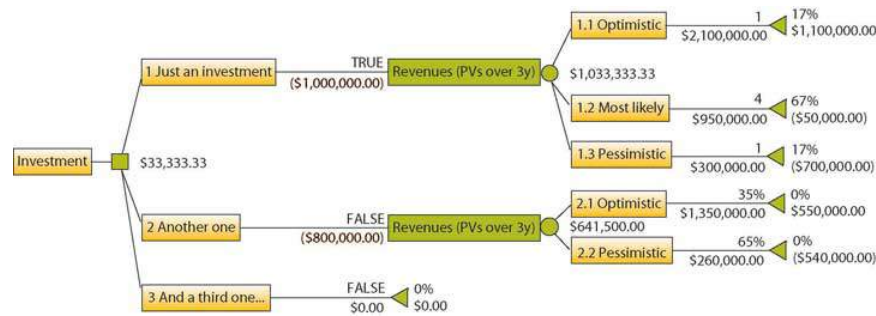 1.1 Optimistic
1
$2,100,000.00
17%
$1,100,000.00
1 Just an investment
TRUE
($1,000,000.00)
Revenues (PVs over 3y)
$1,033,333.33
1.2 Most likely
4
$950,000.00
67%
($50,000.00)
1.3 Pessimistic
1
$300,000.00
17%
($700,000.00)
Investment
$33,333.33
2.1 Optimistic
35%
$1,350,000.00
0%
$550,000.00
2 Another one
FALSE
($800,000.00)
Revenues (PVs over 3y)
$641,500.00
2.2 Pessimistic
65%
$260,000.00
0%
($540,000.00)
3 And a third one...
FALSE
$0.00
0%
$0.00